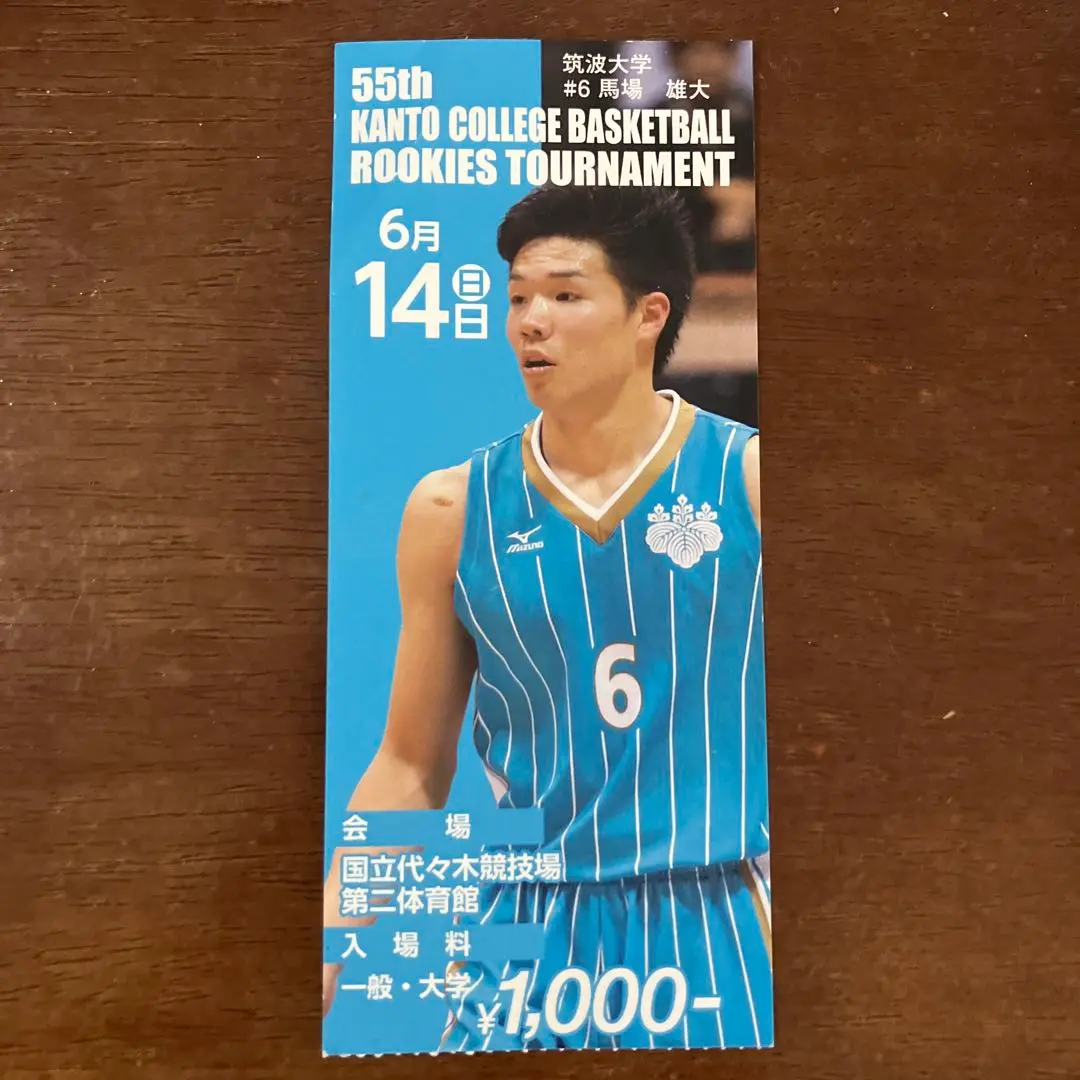 55th
筑波大学
#6 馬場 雄大
KANTO COLLEGE BASKETBALL
ROOKIES TOURNAMENT
6月
14日
日
MIZUNO
6
会場
国立代々木競技場
第二体育館
入場料
一般・大学
¥1,000-